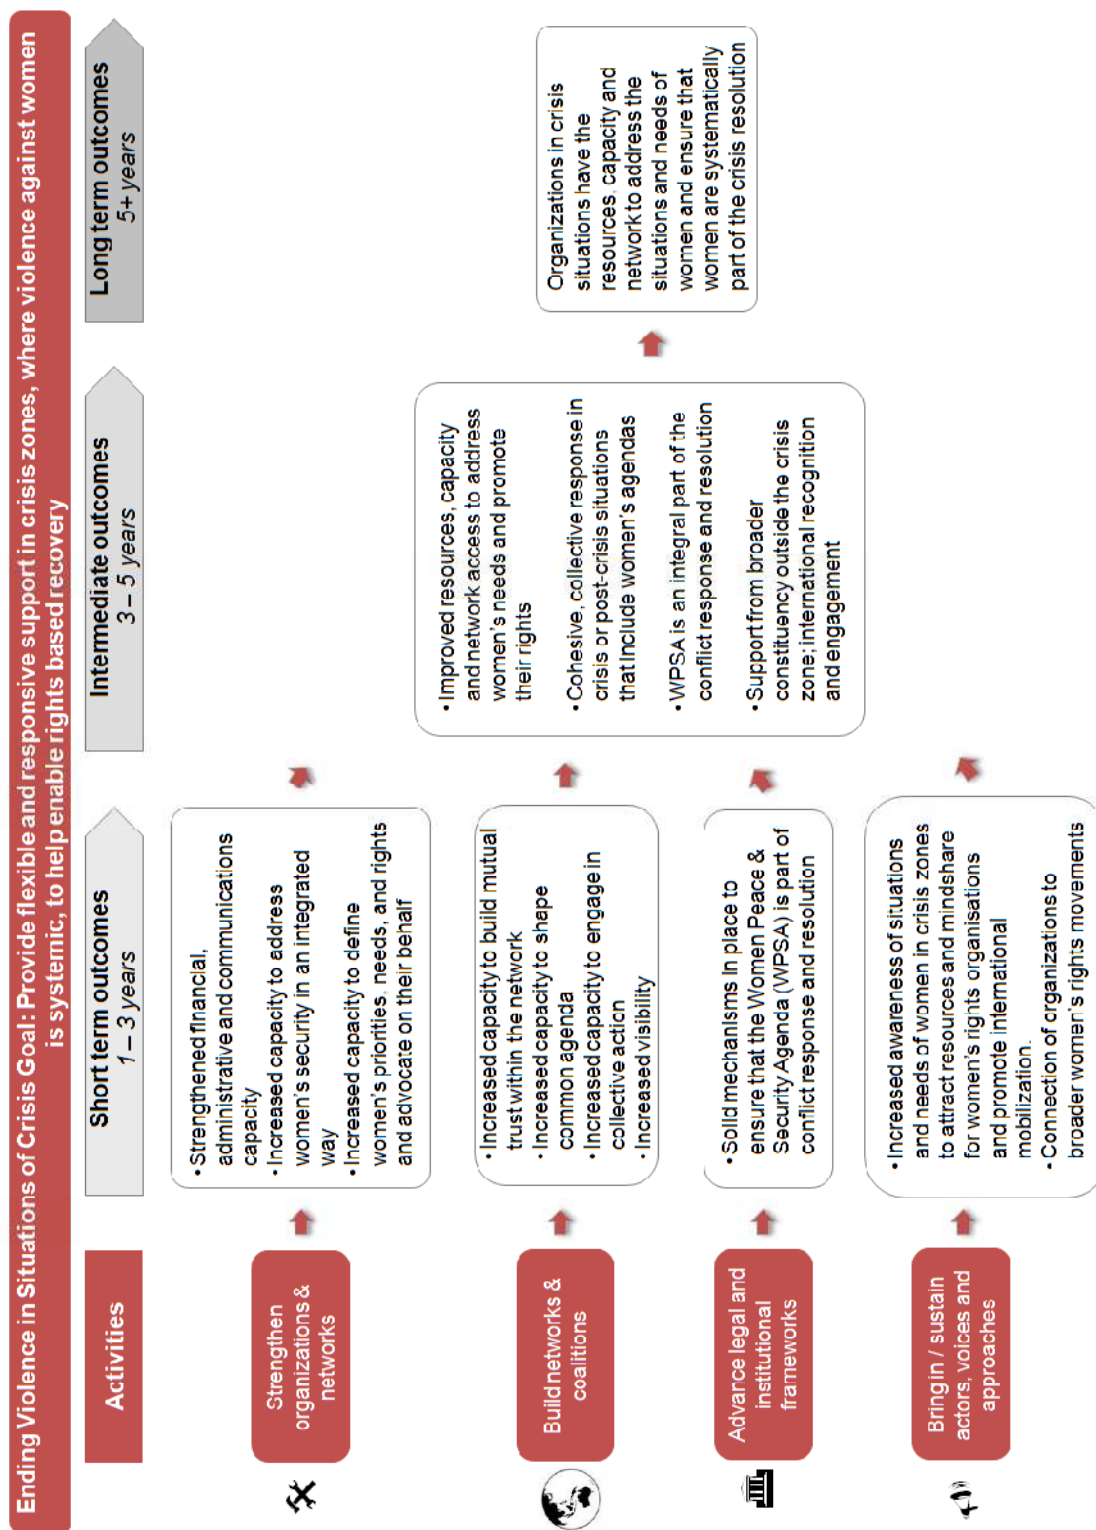 Ending Violence in Situations of Crisis Goal: Provide flexible and responsive support in crisis zones, where violence against women
is systemic, to help enable rights based recovery
Activities
Short term outcomes
1 – 3 years
Intermediate outcomes
3 – 5 years
Long term outcomes
5+ years
Strengthen
organizations &
networks
• Strengthened financial,
administrative and communications
capacity
• Increased capacity to address
women's security in an integrated
way
• Increased capacity to define
women's priorities, needs, and rights
and advocate on their behalf
Build networks &
coalitions
• Increased capacity to build mutual
trust within the network
• Increased capacity to shape
common agenda
• Increased capacity to engage in
collective action
• Increased visibility
Advance legal and
institutional
frameworks
• Solid mechanisms In place to
ensure that the Women Peace &
Security Agenda (WPSA) is part of
conflict response and resolution
Bring in / sustain
actors, voices and
approaches
• Increased awareness of situations
and needs of women in crisis zones
to attract resources and mindshare
for women's rights organisations
and promote international
mobilization.
• Connection of organizations to
broader women's rights movements
• Improved resources, capacity
and network access to address
women's needs and promote
their rights
• Cohesive, collective response in
crisis or post-crisis situations
that Include women's agendas
• WPSA is an integral part of the
conflict response and resolution
• Support from broader
constituency outside the crisis
zone; international recognition
and engagement
Organizations in crisis
situations have the
resources, capacity and
network to address the
situations and needs of
women and ensure that
women are systematically
part of the crisis resolution